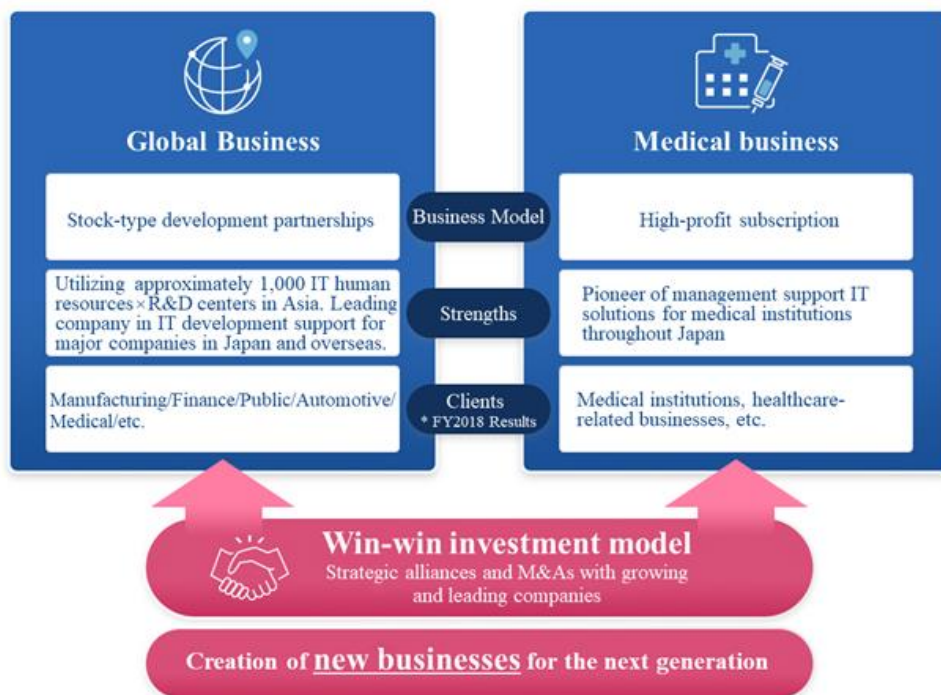 Global Business
Medical business
Stock-type development partnerships
Business Model
High-profit subscription
Utilizing approximately 1,000 IT human
resources×R&D centers in Asia. Leading
company in IT development support for
major companies in Japan and overseas.
Strengths
Pioneer of management support IT
solutions for medical institutions
throughout Japan
Manufacturing/Finance/Public/Automotive/
Medical/etc.
Clients
* FY2018 Results
Medical institutions, healthcare-
related businesses, etc.
Win-win investment model
Strategic alliances and M&As with growing
and leading companies
Creation of new businesses for the next generation